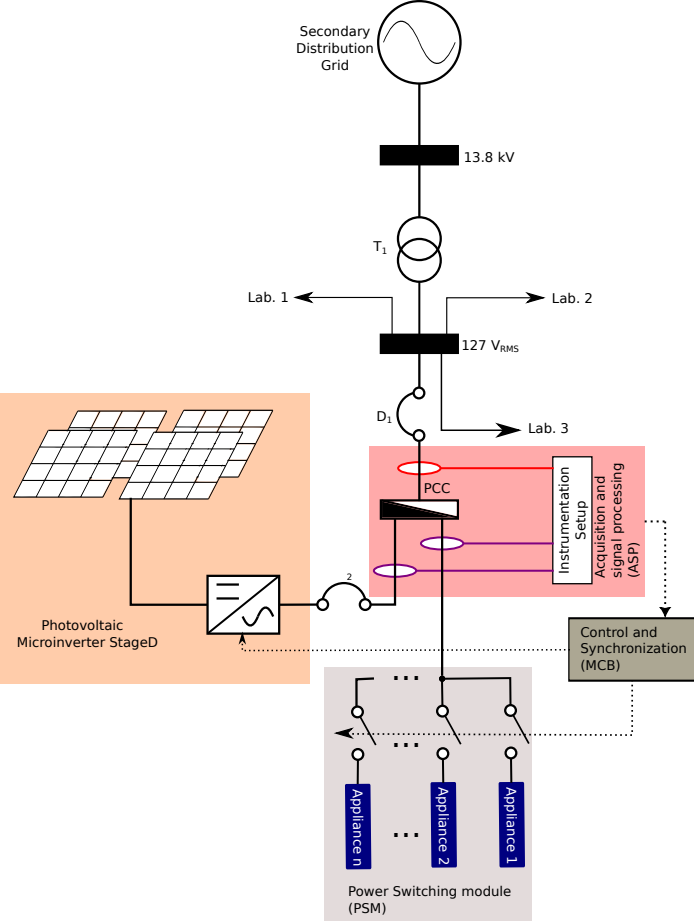 Secondary
Distribution
Grid
13.8 kV
T1
Lab. 1
Lab. 2
127 VRMS
D1
Lab. 3
PCC
Instrumentation
Setup
Acquisition and
signal processing
(ASP)
2
Photovoltaic
Microinverter StageD
Control and
Synchronization
(MCB)
...
...
Appliance n
Appliance 2
Appliance 1
...
Power Switching module
(PSM)